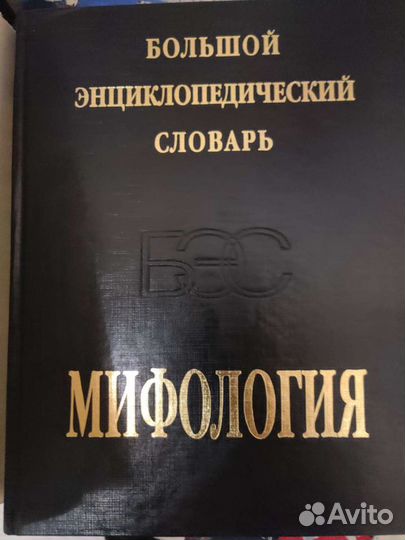 БОЛЬШОЙ
ЭНЦИКЛОПЕДИЧЕСКИЙ
СЛОВАРЬ
БЭС
МИФОЛОГИЯ
Avito